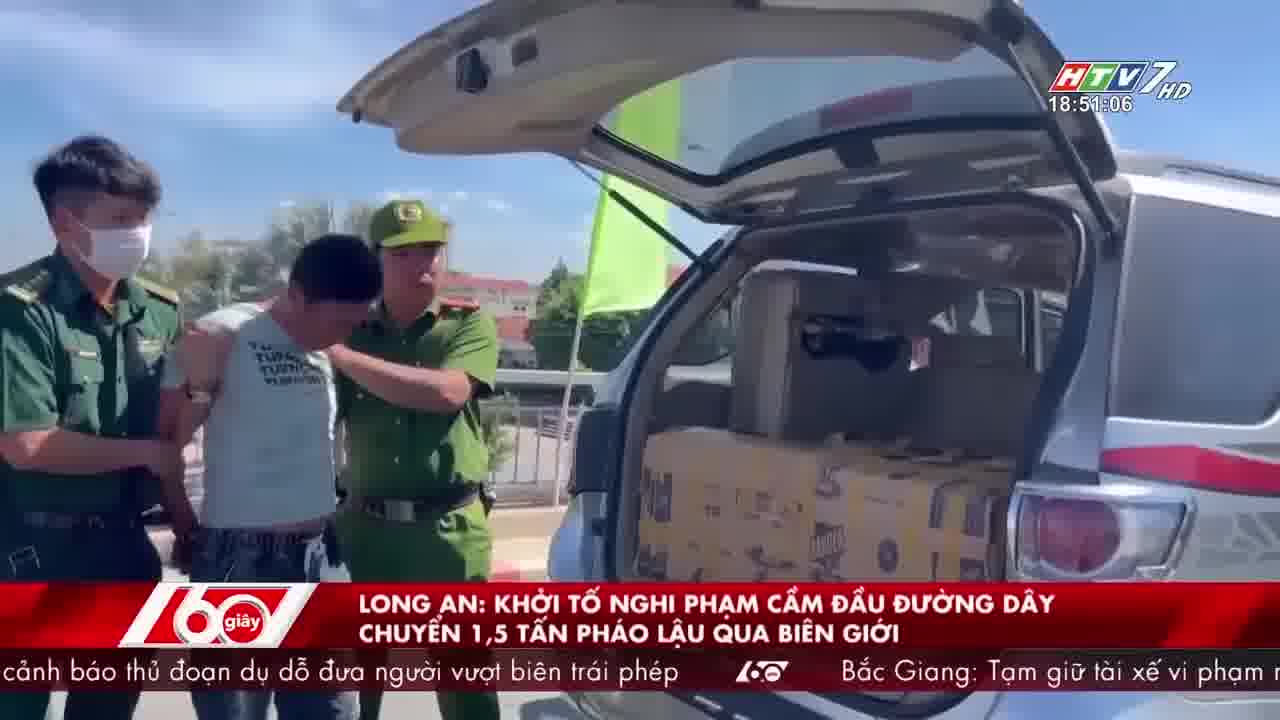 HTV7 HD
18:51:06
60 giây
LONG AN: KHỞI TỐ NGHI PHẠM CẦM ĐẦU ĐƯỜNG DÂY
CHUYỂN 1,5 TẤN PHÁO LẬU QUA BIÊN GIỚI
cảnh báo thủ đoạn dụ dỗ đưa người vượt biên trái phép 60 Bắc Giang: Tạm giữ tài xế vi phạm